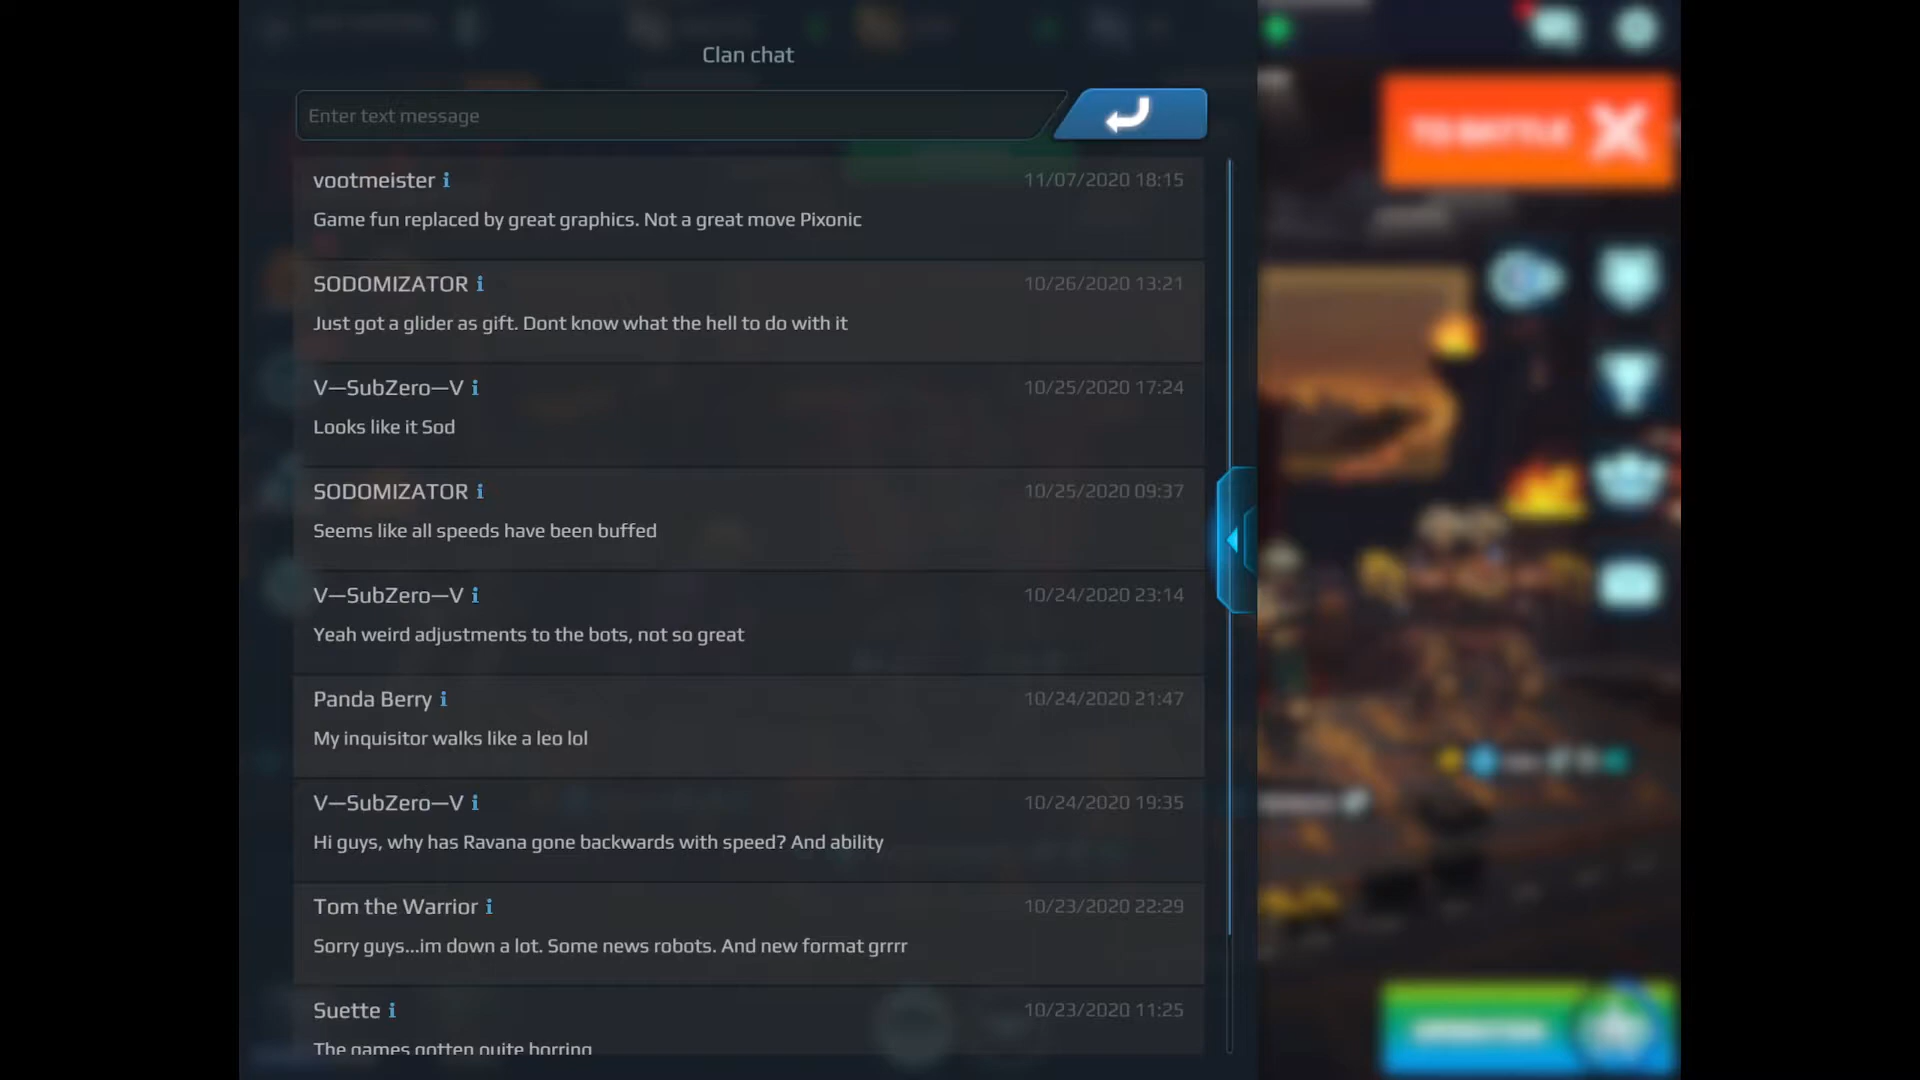 Clan chat
Enter text message
vootmeister i 11/07/2020 18:15
Game fun replaced by great graphics. Not a great move Pixonic
SODOMIZATOR i 10/26/2020 13:21
Just got a glider as gift. Dont know what the hell to do with it
V—SubZero—V i 10/25/2020 17:24
Looks like it Sod
SODOMIZATOR i 10/25/2020 09:37
Seems like all speeds have been buffed
V—SubZero—V i 10/24/2020 23:14
Yeah weird adjustments to the bots, not so great
Panda Berry i 10/24/2020 21:47
My inquisitor walks like a leo lol
V—SubZero—V i 10/24/2020 19:35
Hi guys, why has Ravana gone backwards with speed? And ability
Tom the Warrior i 10/23/2020 22:29
Sorry guys...im down a lot. Some news robots. And new format grrrr
Suette i 10/23/2020 11:25
The games gotten quite borring
TO BATTLE